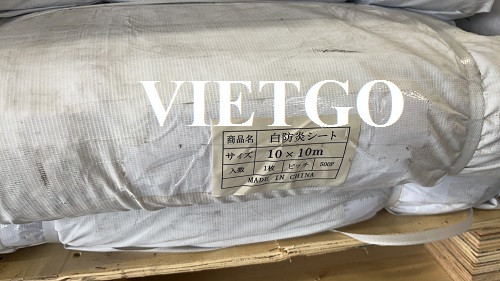 VIETGO
商品名 白防炎シート
サイズ 10×10m
入数 1枚 ピッチ 500P
MADE IN CHINA